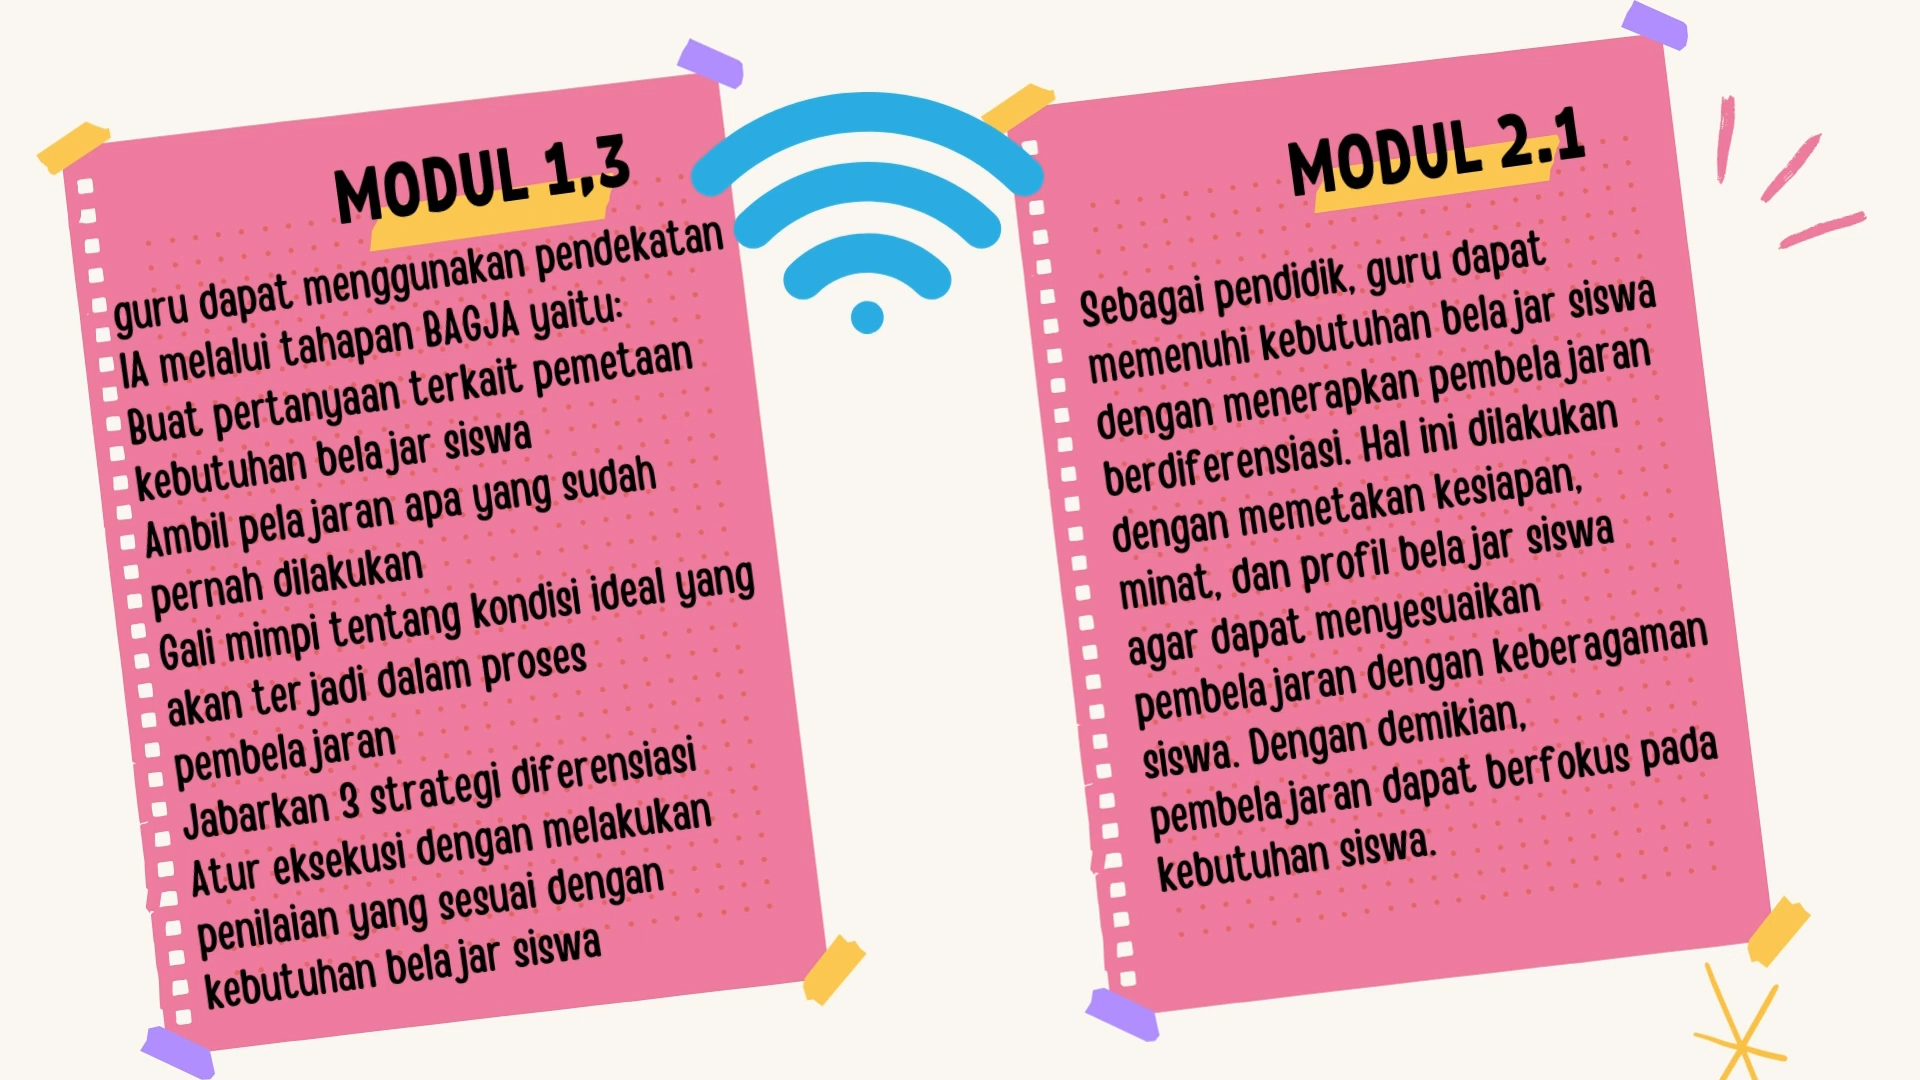 MODUL 1,3
guru dapat menggunakan pendekatan
IA melalui tahapan BAGJA yaitu:
Buat pertanyaan terkait pemetaan
kebutuhan belajar siswa
Ambil pelajaran apa yang sudah
pernah dilakukan
Gali mimpi tentang kondisi ideal yang
akan terjadi dalam proses
pembelajaran
Jabarkan 3 strategi diferensiasi
Atur eksekusi dengan melakukan
penilaian yang sesuai dengan
kebutuhan belajar siswa
MODUL 2.1
Sebagai pendidik, guru dapat
memenuhi kebutuhan belajar siswa
dengan menerapkan pembelajaran
berdiferensiasi. Hal ini dilakukan
dengan memetakan kesiapan,
minat, dan profil belajar siswa
agar dapat menyesuaikan
pembelajaran dengan keberagaman
siswa. Dengan demikian,
pembelajaran dapat berfokus pada
kebutuhan siswa.